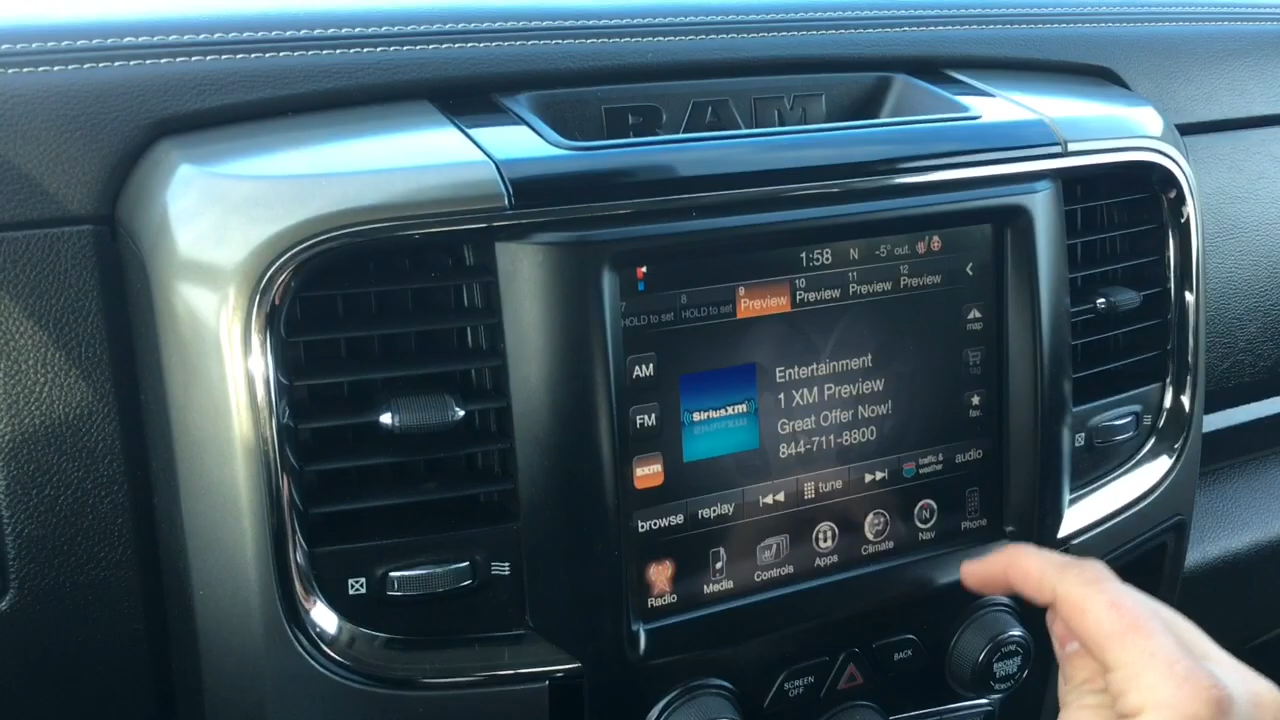 RAM
1:58 N -5° out.
7 HOLD to set
8 HOLD to set
9 Preview
10 Preview
11 Preview
12 Preview
map
AM
tag
Entertainment
1 XM Preview
Great Offer Now!
844-711-8800
SiriusXM
FM
fav.
sxm
browse
replay
tune
traffic & weather
audio
Radio
Media
Controls
Apps
Climate
N
Nav
Phone
SCREEN OFF
BACK
TUNE
BROWSE
ENTER
SCROLL